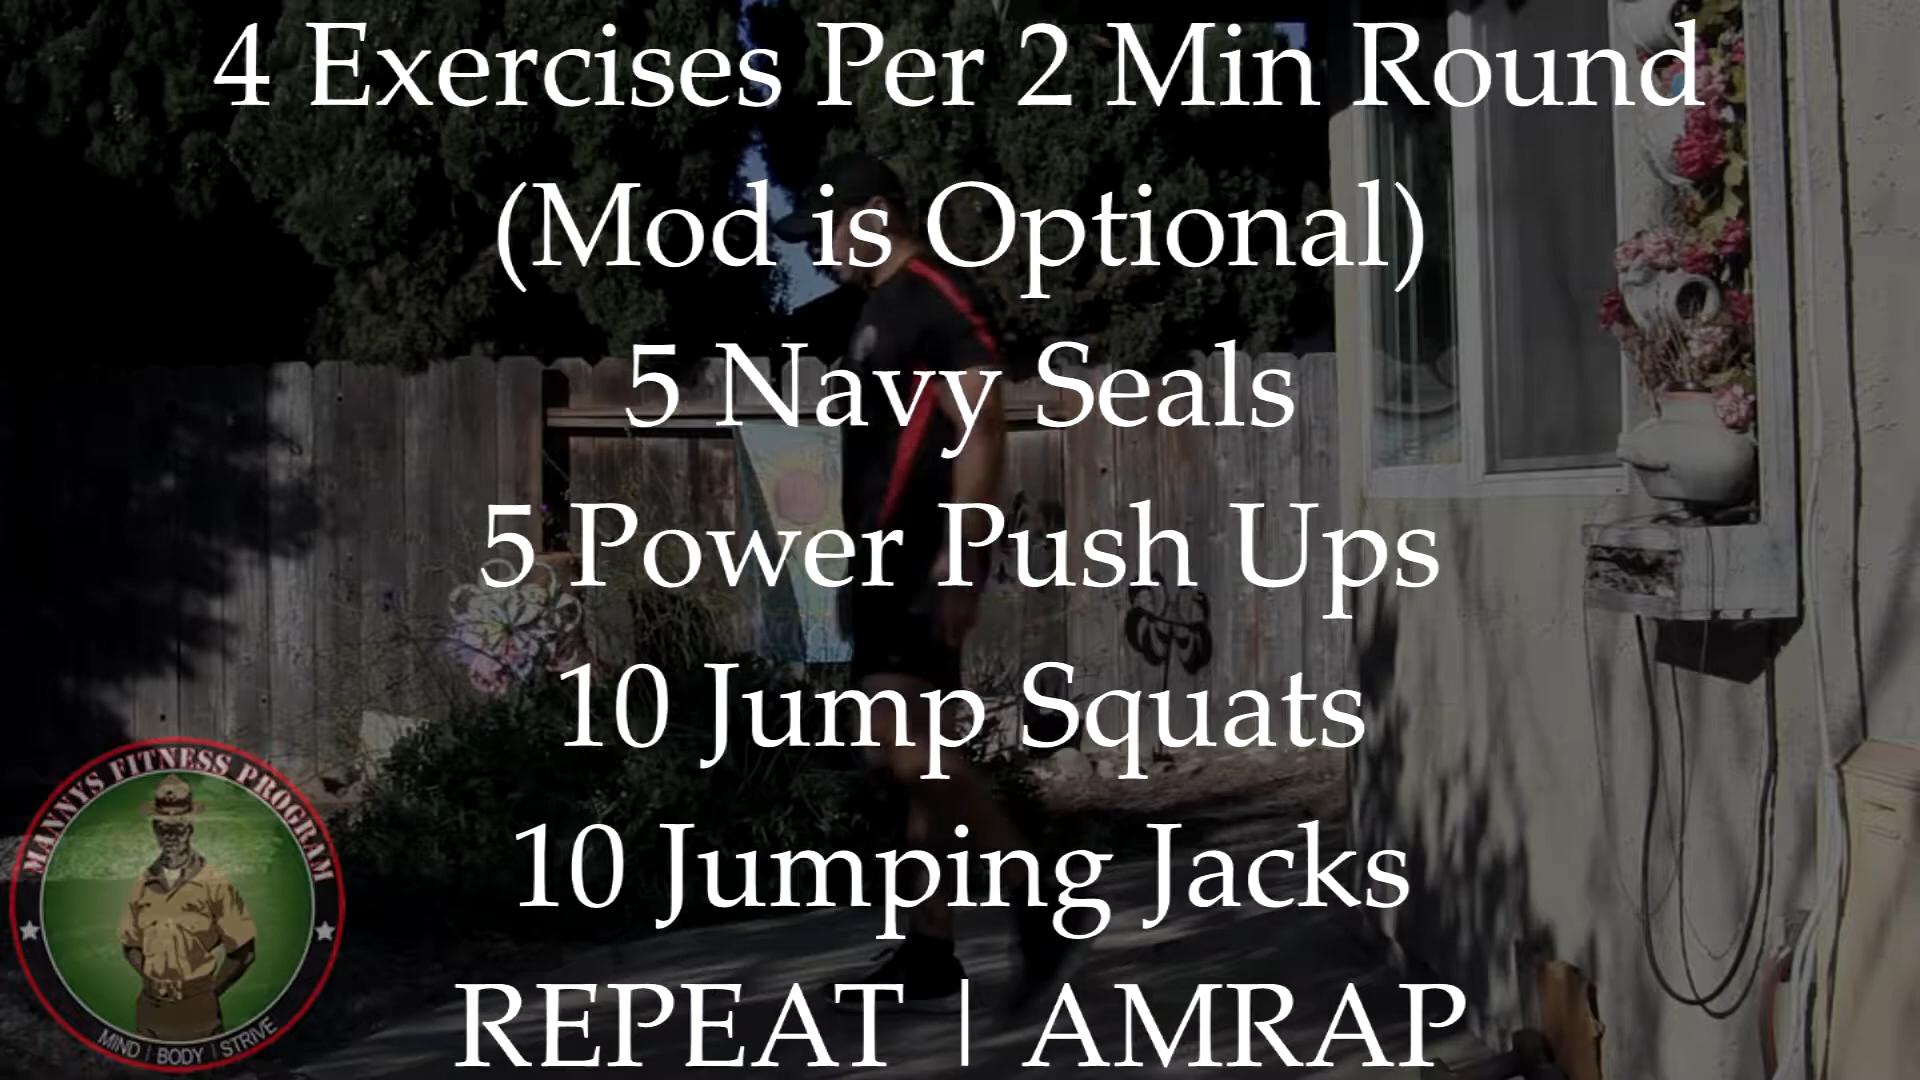 4 Exercises Per 2 Min Round
(Mod is Optional)
5 Navy Seals
5 Power Push Ups
10 Jump Squats
10 Jumping Jacks
REPEAT | AMRAP
MANNYS FITNESS PROGRAM
MIND | BODY | STRIVE